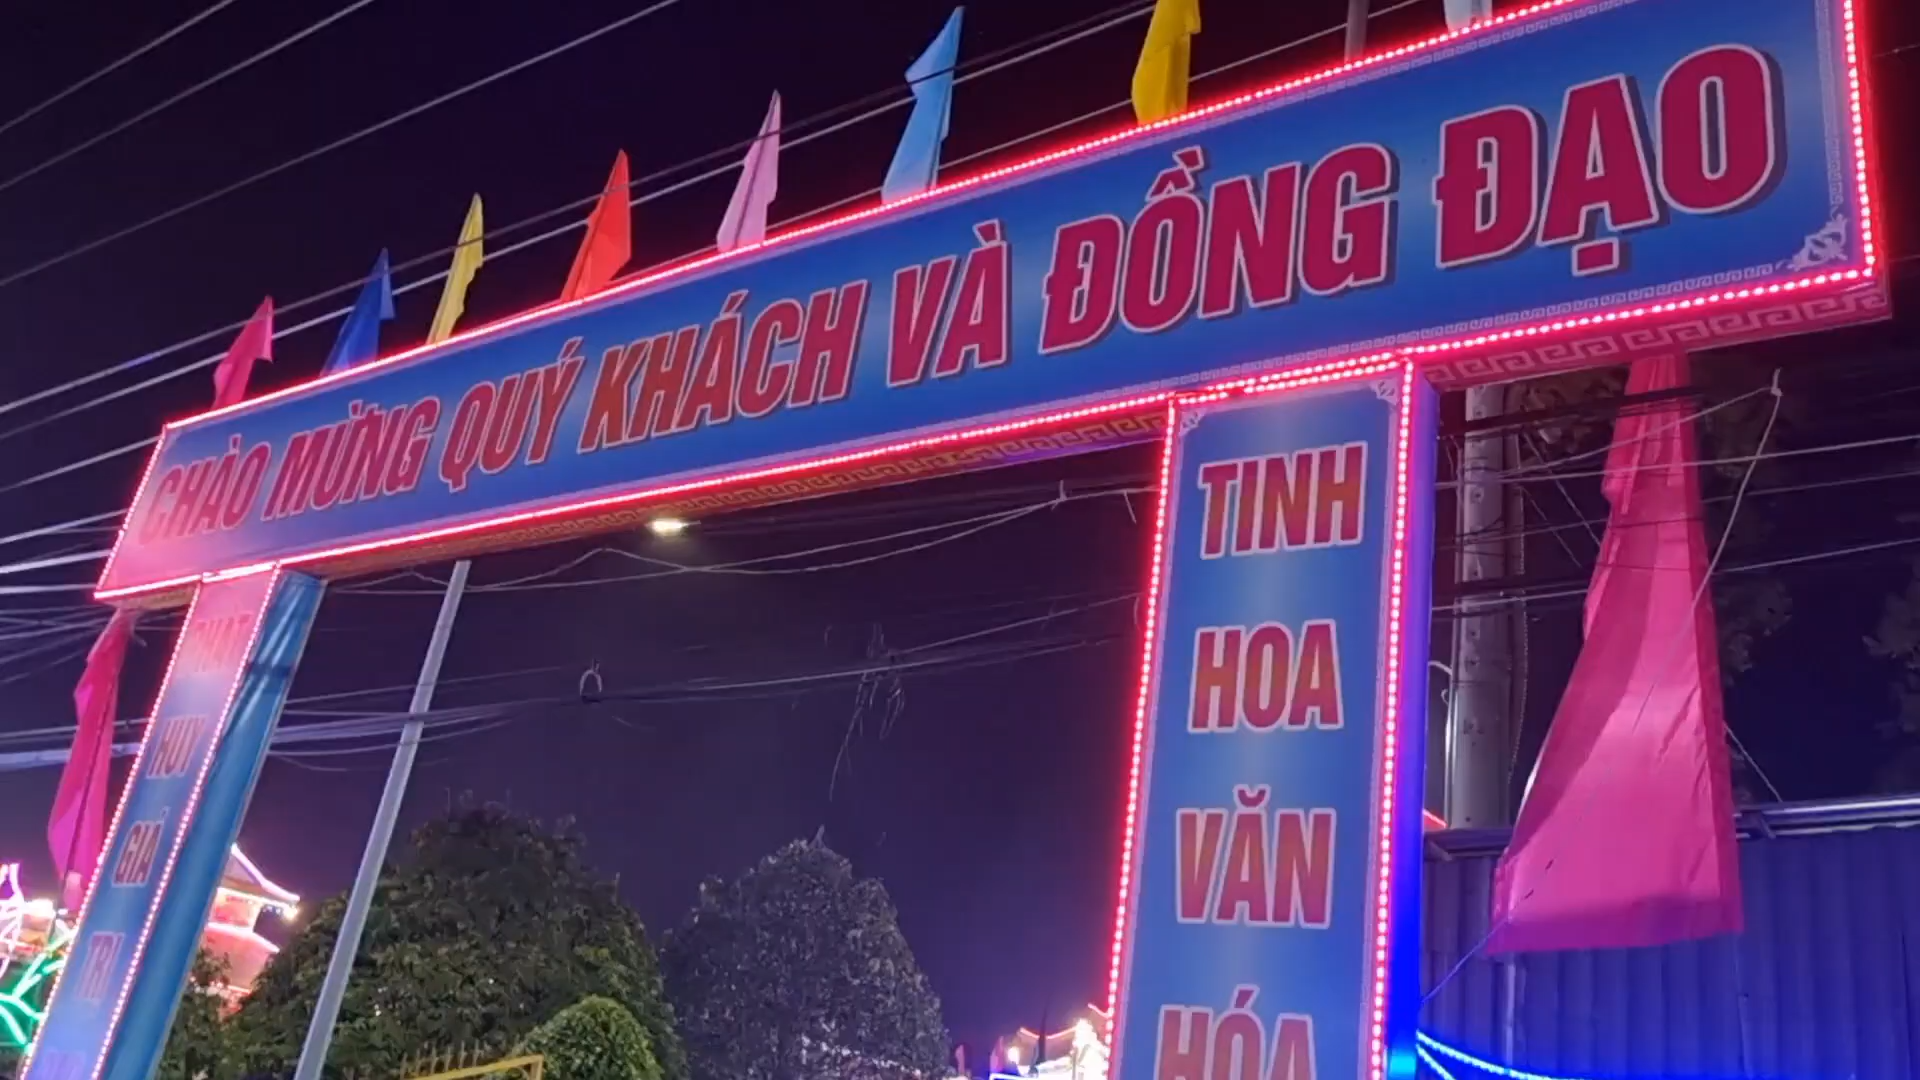 CHÀO MỪNG QUÝ KHÁCH VÀ ĐỒNG ĐẠO
PHÁT
HUY
GIÁ
TRỊ
TINH
HOA
VĂN
HÓA